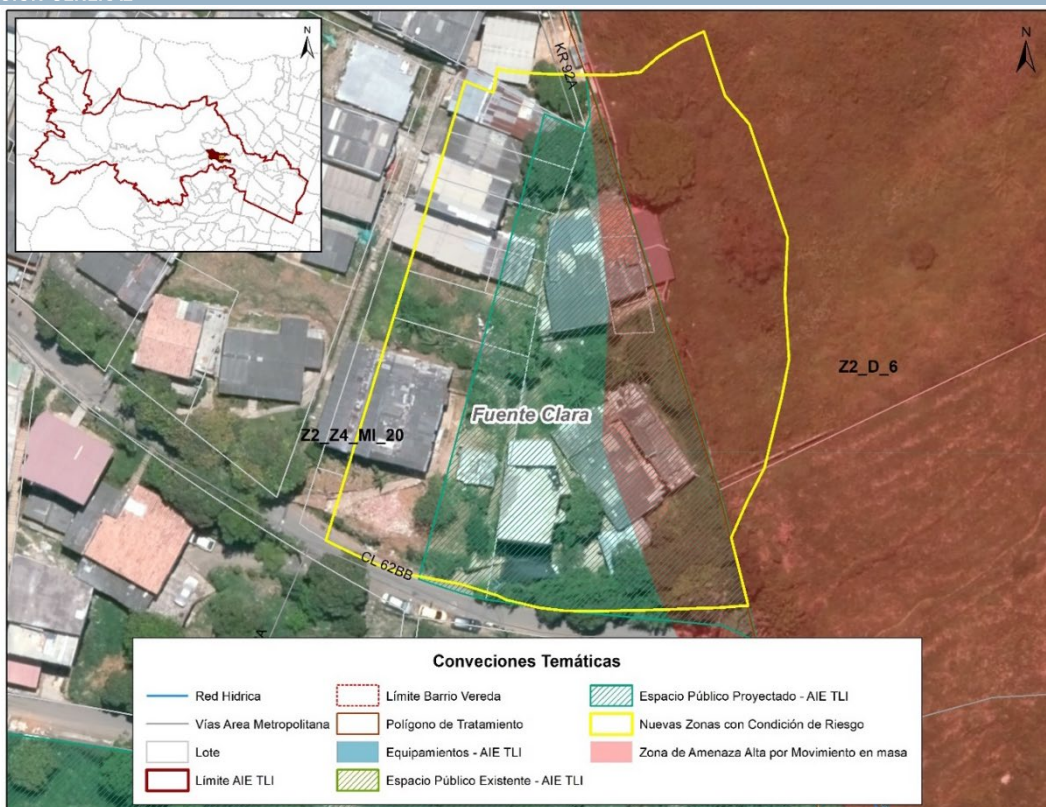 N
N
KR 92A
Z2_D_6
Fuente Clara
Z2_Z4_MI_20
CL 62BB
Conveciones Temáticas
Red Hidrica
Vías Area Metropolitana
Lote
Límite AIE TLI
Límite Barrio Vereda
Polígono de Tratamiento
Equipamientos - AIE TLI
Espacio Público Existente - AIE TLI
Espacio Público Proyectado - AIE TLI
Nuevas Zonas con Condición de Riesgo
Zona de Amenaza Alta por Movimiento en masa